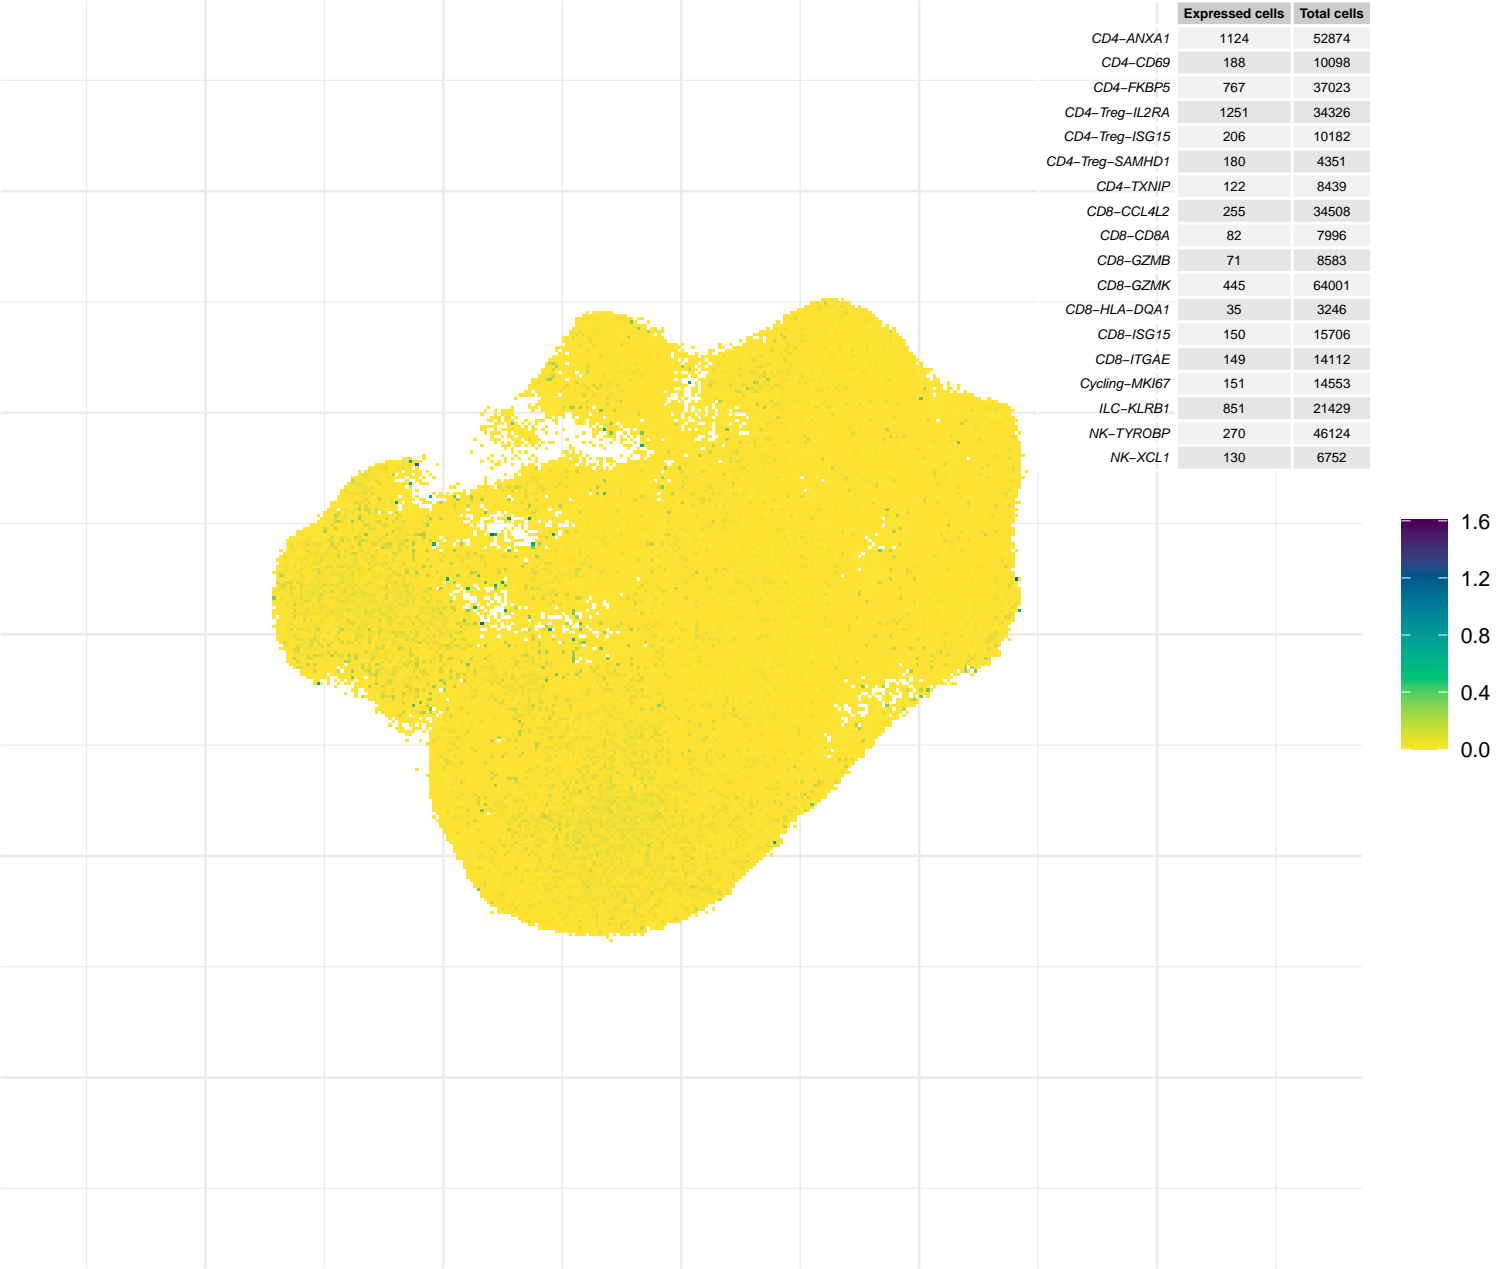 Expressed cells Total cells
CD4−ANXA1 1124 52874
CD4−CD69 188 10098
CD4−FKBP5 767 37023
CD4−Treg−IL2RA 1251 34326
CD4−Treg−ISG15 206 10182
CD4−Treg−SAMHD1 180 4351
CD4−TXNIP 122 8439
CD8−CCL4L2 255 34508
CD8−CD8A 82 7996
CD8−GZMB 71 8583
CD8−GZMK 445 64001
CD8−HLA−DQA1 35 3246
CD8−ISG15 150 15706
CD8−ITGAE 149 14112
Cycling−MKI67 151 14553
ILC−KLRB1 851 21429
NK−TYROBP 270 46124
NK−XCL1 130 6752
1.6
1.2
0.8
0.4
0.0